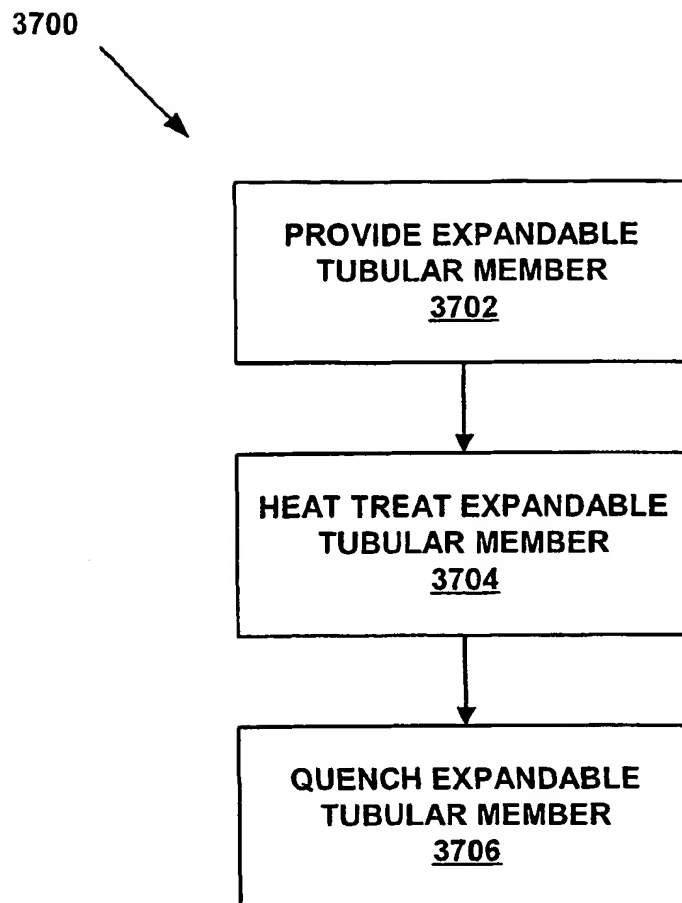 3700
PROVIDE EXPANDABLE
TUBULAR MEMBER
3702
HEAT TREAT EXPANDABLE
TUBULAR MEMBER
3704
QUENCH EXPANDABLE
TUBULAR MEMBER
3706